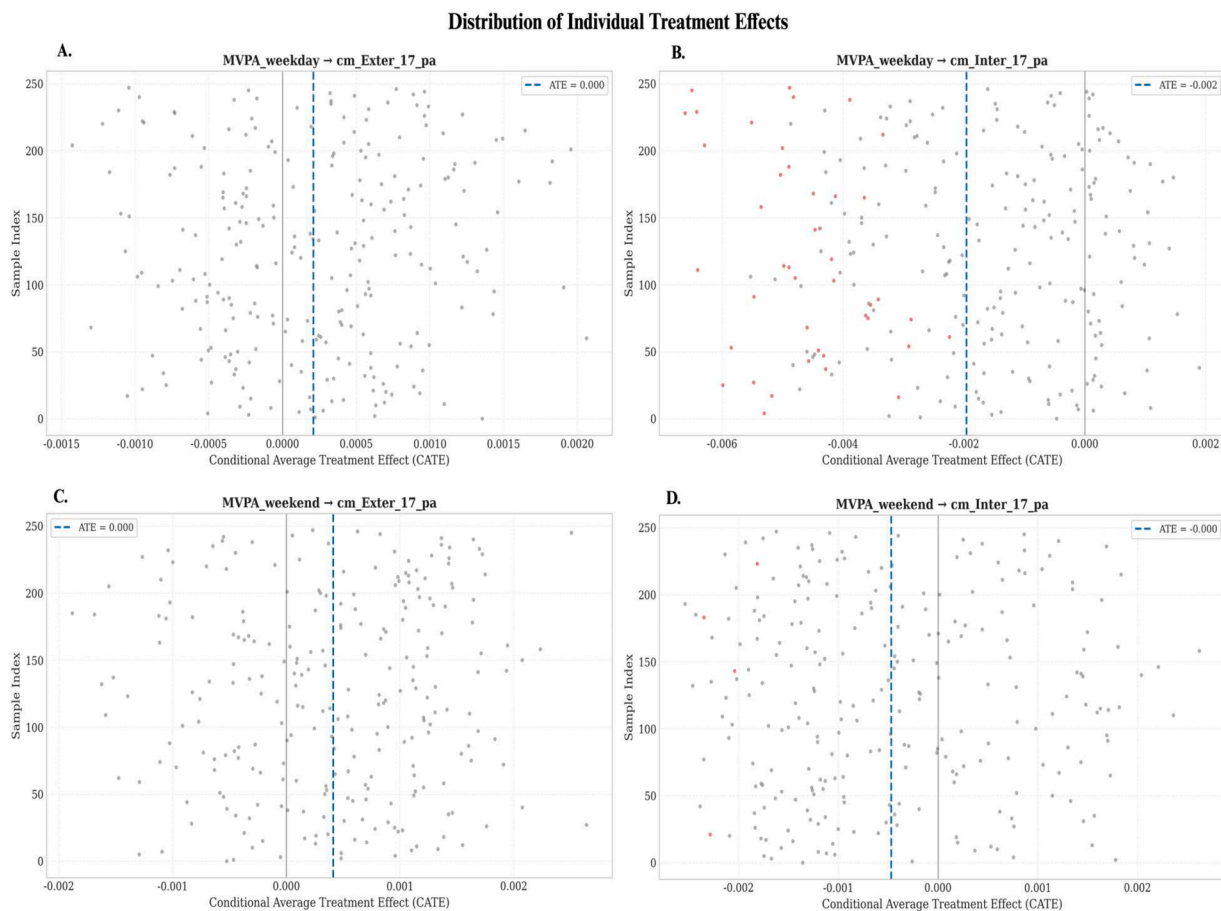 Distribution of Individual Treatment Effects
A.
MVPA_weekday → cm_Exter_17_pa
ATE = 0.000
250
200
150
100
50
0
Sample Index
-0.0015 -0.0010 -0.0005 0.0000 0.0005 0.0010 0.0015 0.0020
Conditional Average Treatment Effect (CATE)
B.
MVPA_weekday → cm_Inter_17_pa
ATE = -0.002
250
200
150
100
50
0
Sample Index
-0.006 -0.004 -0.002 0.000 0.002
Conditional Average Treatment Effect (CATE)
C.
MVPA_weekend → cm_Exter_17_pa
ATE = 0.000
250
200
150
100
50
0
Sample Index
-0.002 -0.001 0.000 0.001 0.002
Conditional Average Treatment Effect (CATE)
D.
MVPA_weekend → cm_Inter_17_pa
ATE = -0.000
250
200
150
100
50
0
Sample Index
-0.002 -0.001 0.000 0.001 0.002
Conditional Average Treatment Effect (CATE)